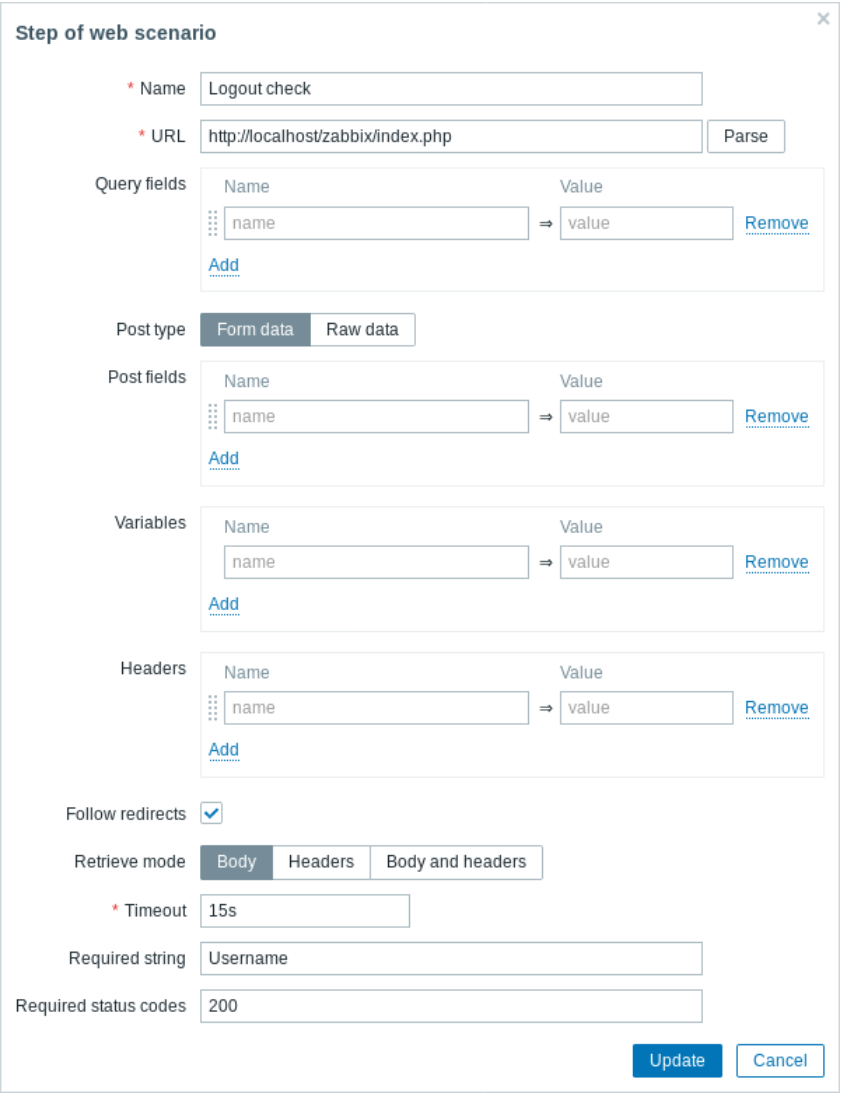 Step of web scenario
×
* Name Logout check
* URL http://localhost/zabbix/index.php Parse
Query fields Name Value
name ⇒ value Remove
Add
Post type Form data Raw data
Post fields Name Value
name ⇒ value Remove
Add
Variables Name Value
name ⇒ value Remove
Add
Headers Name Value
name ⇒ value Remove
Add
Follow redirects
Retrieve mode Body Headers Body and headers
* Timeout 15s
Required string Username
Required status codes 200
Update Cancel